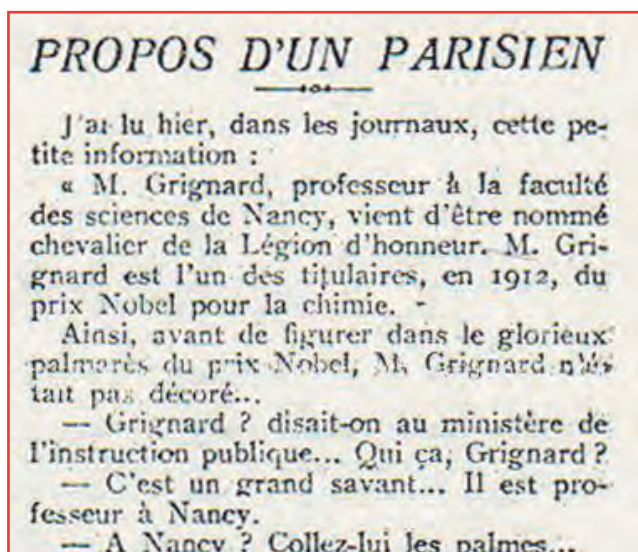 PROPOS D'UN PARISIEN
J'ai lu hier, dans les journaux, cette pe-
tite information :
« M. Grignard, professeur à la faculté
des sciences de Nancy, vient d'être nommé
chevalier de la Légion d'honneur. M. Gri-
gnard est l'un des titulaires, en 1912, du
prix Nobel pour la chimie. -
Ainsi, avant de figurer dans le glorieux
palmarès du prix Nobel, M. Grignard n'é-
tait pas décoré...
— Grignard ? disait-on au ministère de
l'instruction publique... Qui ça, Grignard ?
— C'est un grand savant... Il est pro-
fesseur à Nancy.
— A Nancy ? Collez-lui les palmes...